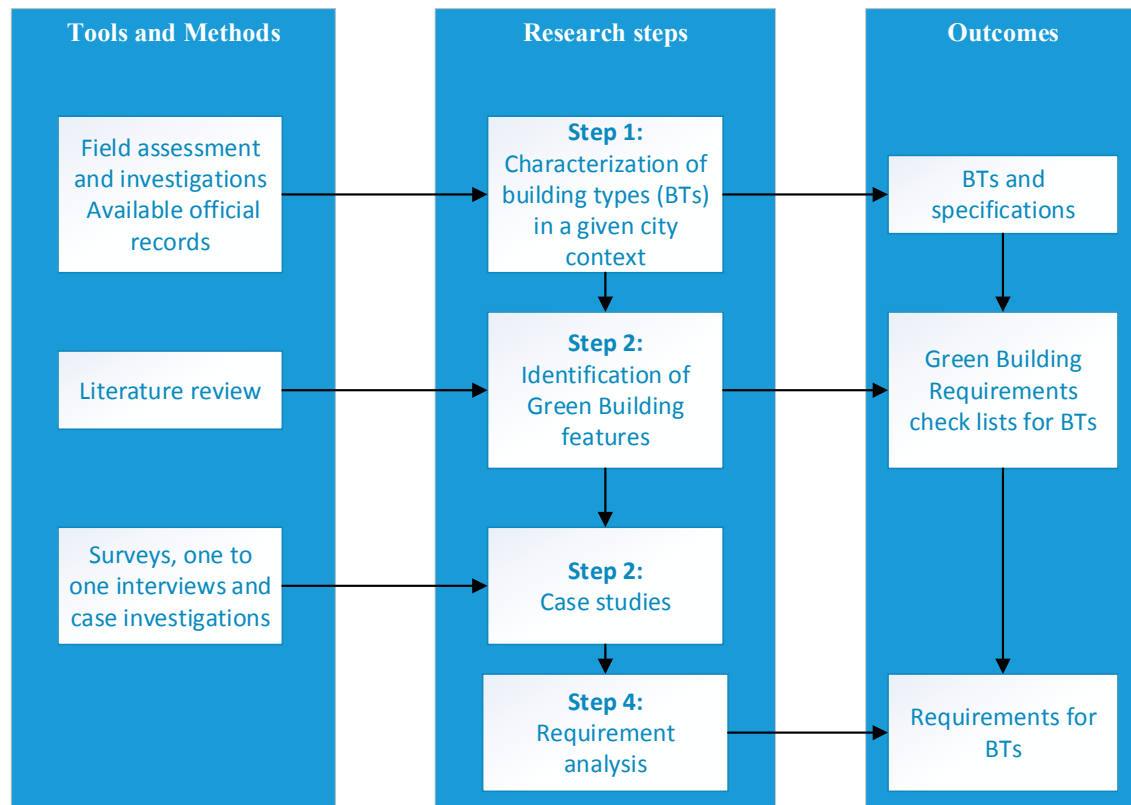 Tools and Methods
Research steps
Outcomes
Field assessment
and investigations
Available official
records
Step 1:
Characterization of
building types (BTs)
in a given city
context
BTs and
specifications
Literature review
Step 2:
Identification of
Green Building
features
Green Building
Requirements
check lists for BTs
Surveys, one to
one interviews and
case investigations
Step 2:
Case studies
Step 4:
Requirement
analysis
Requirements for
BTs